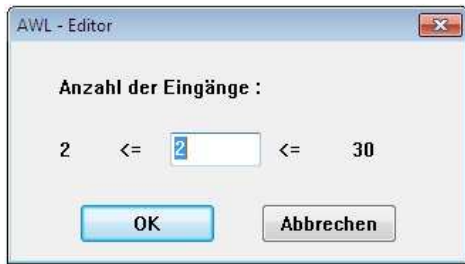 AWL - Editor
Anzahl der Eingänge :
2 <= 2 <= 30
OK Abbrechen